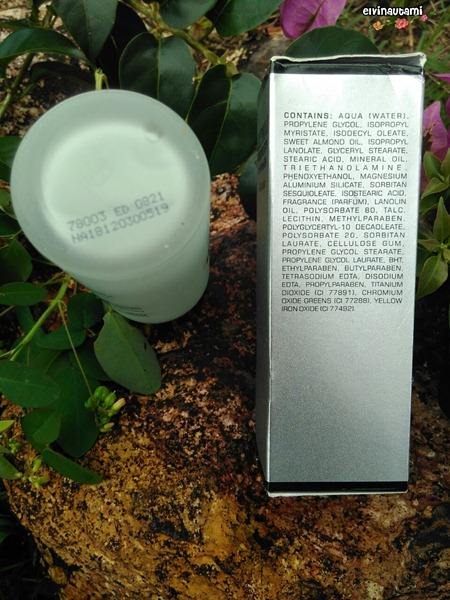 elvinautami
78003 ED 0821
NA18120300519
CONTAINS: AQUA (WATER),
PROPYLENE GLYCOL, ISOPROPYL
MYRISTATE, ISODECYL OLEATE,
SWEET ALMOND OIL, ISOPROPYL
LANOLATE, GLYCERYL STEARATE,
STEARIC ACID, MINERAL OIL,
TRIETHANOLAMINE,
PHENOXYETHANOL, MAGNESIUM
ALUMINIUM SILICATE, SORBITAN
SESQUIOLEATE, ISOSTEARIC ACID,
FRAGRANCE (PARFUM), LANOLIN
OIL, POLYSORBATE 80, TALC,
LECITHIN, METHYLPARABEN,
POLYGLYCERYL-10 DECAOLEATE,
POLYSORBATE 20, SORBITAN
LAURATE, CELLULOSE GUM,
PROPYLENE GLYCOL STEARATE,
PROPYLENE GLYCOL LAURATE, BHT,
ETHYLPARABEN, BUTYLPARABEN,
TETRASODIUM EDTA, DISODIUM
EDTA, PROPYLPARABEN, TITANIUM
DIOXIDE (CI 77891), CHROMIUM
OXIDE GREENS (CI 77288), YELLOW
IRON OXIDE (CI 77492).